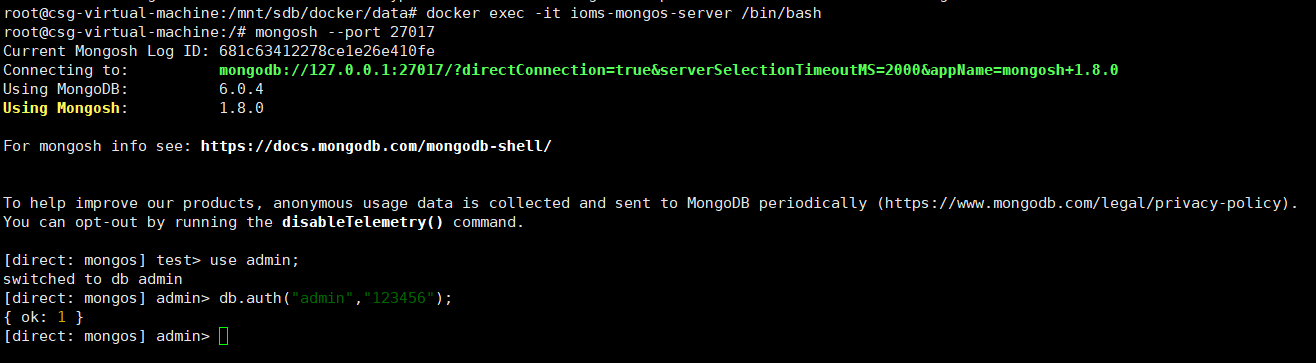 root@csg-virtual-machine:/mnt/sdb/docker/data# docker exec -it ioms-mongos-server /bin/bash
root@csg-virtual-machine:/# mongosh --port 27017
Current Mongosh Log ID: 681c63412278ce1e26e410fe
Connecting to:          mongodb://127.0.0.1:27017/?directConnection=true&serverSelectionTimeoutMS=2000&appName=mongosh+1.8.0
Using MongoDB:          6.0.4
Using Mongosh:          1.8.0
For mongosh info see: https://docs.mongodb.com/mongodb-shell/
To help improve our products, anonymous usage data is collected and sent to MongoDB periodically (https://www.mongodb.com/legal/privacy-policy).
You can opt-out by running the disableTelemetry() command.
[direct: mongos] test> use admin;
switched to db admin
[direct: mongos] admin> db.auth("admin","123456");
{ ok: 1 }
[direct: mongos] admin>